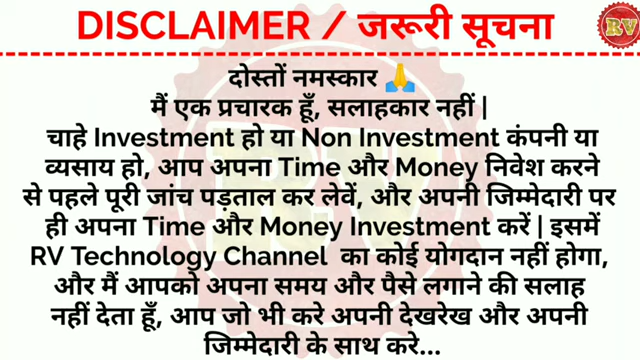 DISCLAIMER / जरूरी सूचना
RV
दोस्तों नमस्कार 🙏
मैं एक प्रचारक हूँ, सलाहकार नहीं |
चाहे Investment हो या Non Investment कंपनी या
व्यसाय हो, आप अपना Time और Money निवेश करने
से पहले पूरी जांच पड़ताल कर लेवें, और अपनी जिम्मेदारी पर
ही अपना Time और Money Investment करें | इसमें
RV Technology Channel का कोई योगदान नहीं होगा,
और मैं आपको अपना समय और पैसे लगाने की सलाह
नहीं देता हूँ, आप जो भी करे अपनी देखरेख और अपनी
जिम्मेदारी के साथ करे...